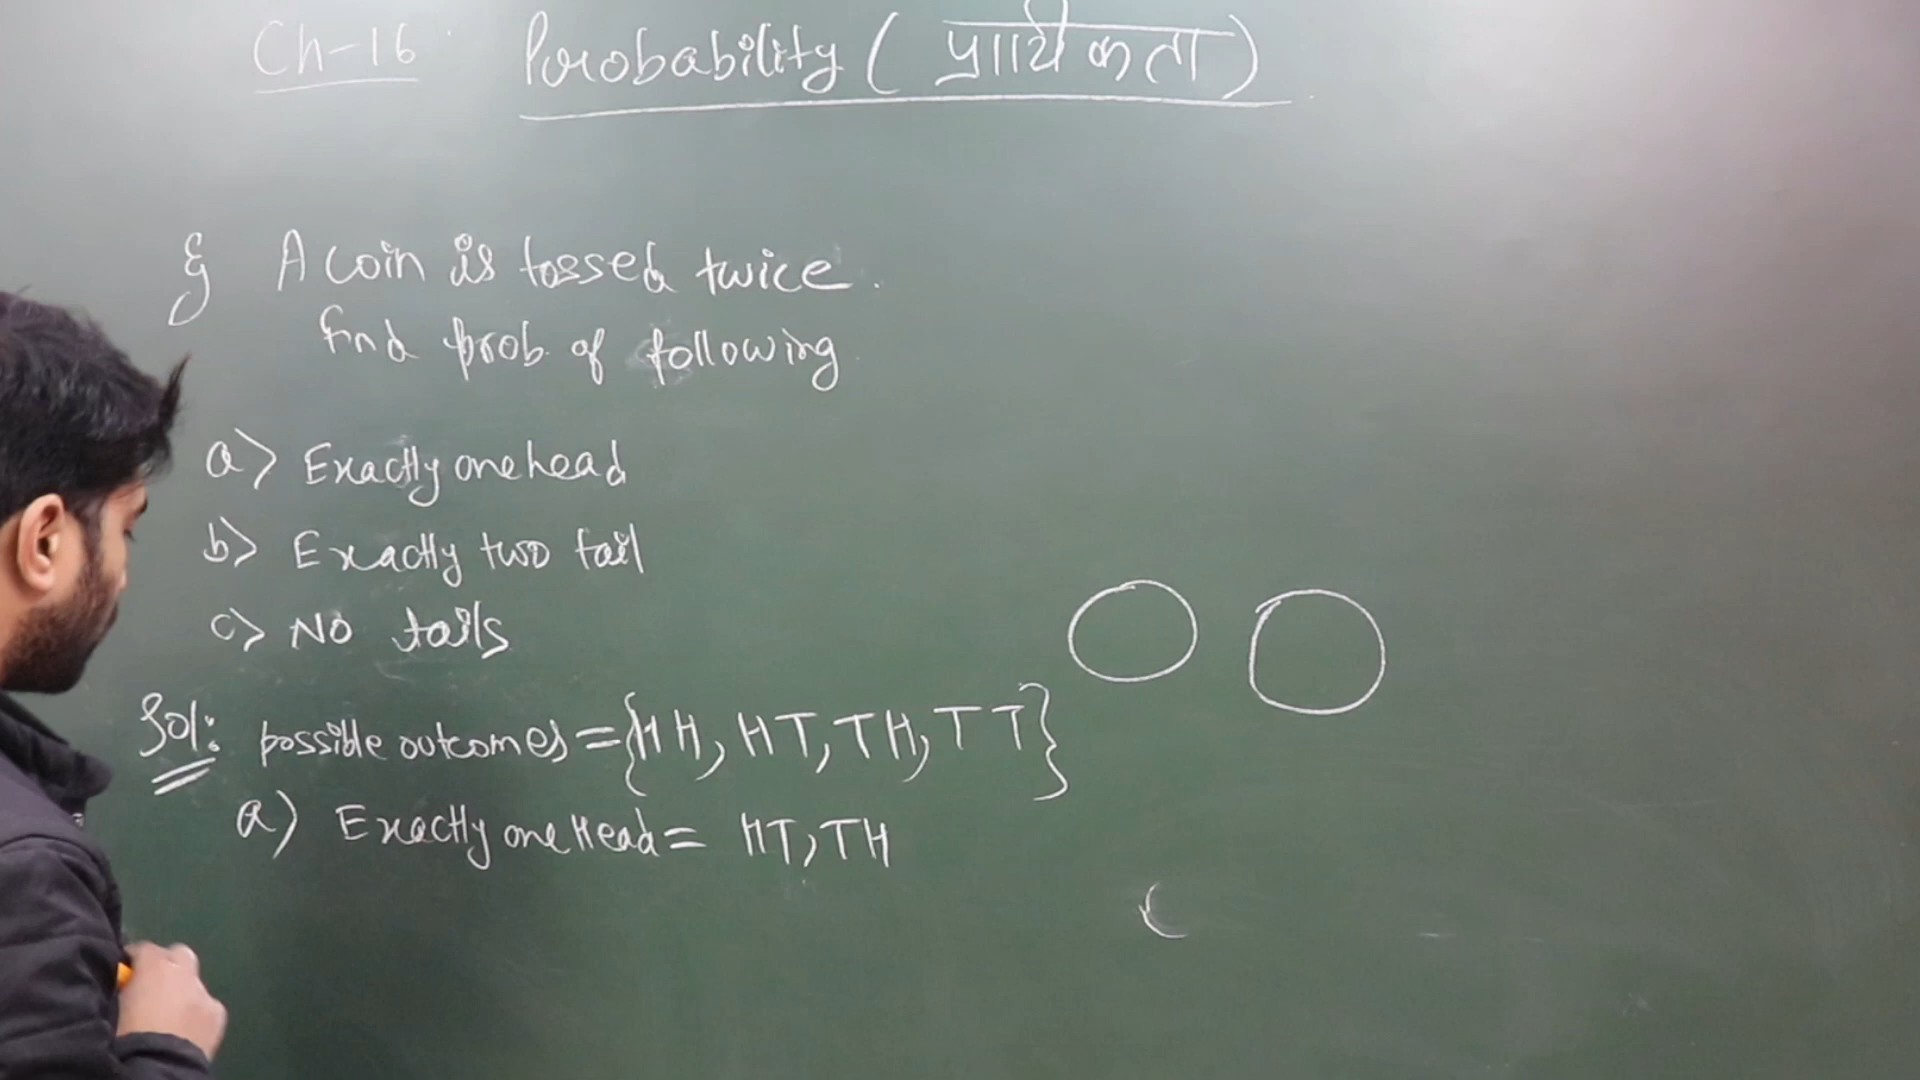 Ch-16 Probability (प्रायिकता)
Q A coin is tossed twice.
find prob. of following
a) Exactly one head
b) Exactly two tail
c) NO tails
Sol: possible outcomes = {HH, HT, TH, TT}
a) Exactly one Head = HT, TH